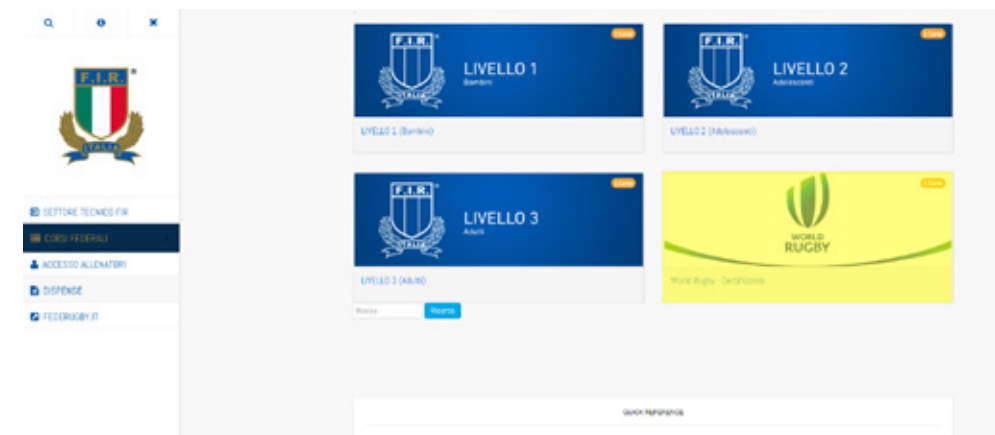 F.I.R.
ITALIA
SETTORE TECNICO FIR
CORSI FEDERALI
ACCESSO ALLENATORI
DISPENSE
FEDERUGBY.IT
F.I.R.
ITALIA
LIVELLO 1
Bambini
LIVELLO 1 (Bambini)
F.I.R.
ITALIA
LIVELLO 2
Adolescenti
LIVELLO 2 (Adolescenti)
F.I.R.
ITALIA
LIVELLO 3
Adulti
LIVELLO 3 (Adulti)
WORLD
RUGBY
World Rugby - Certificazione
Ricerca
Ricerca
QUICK REFERENCE